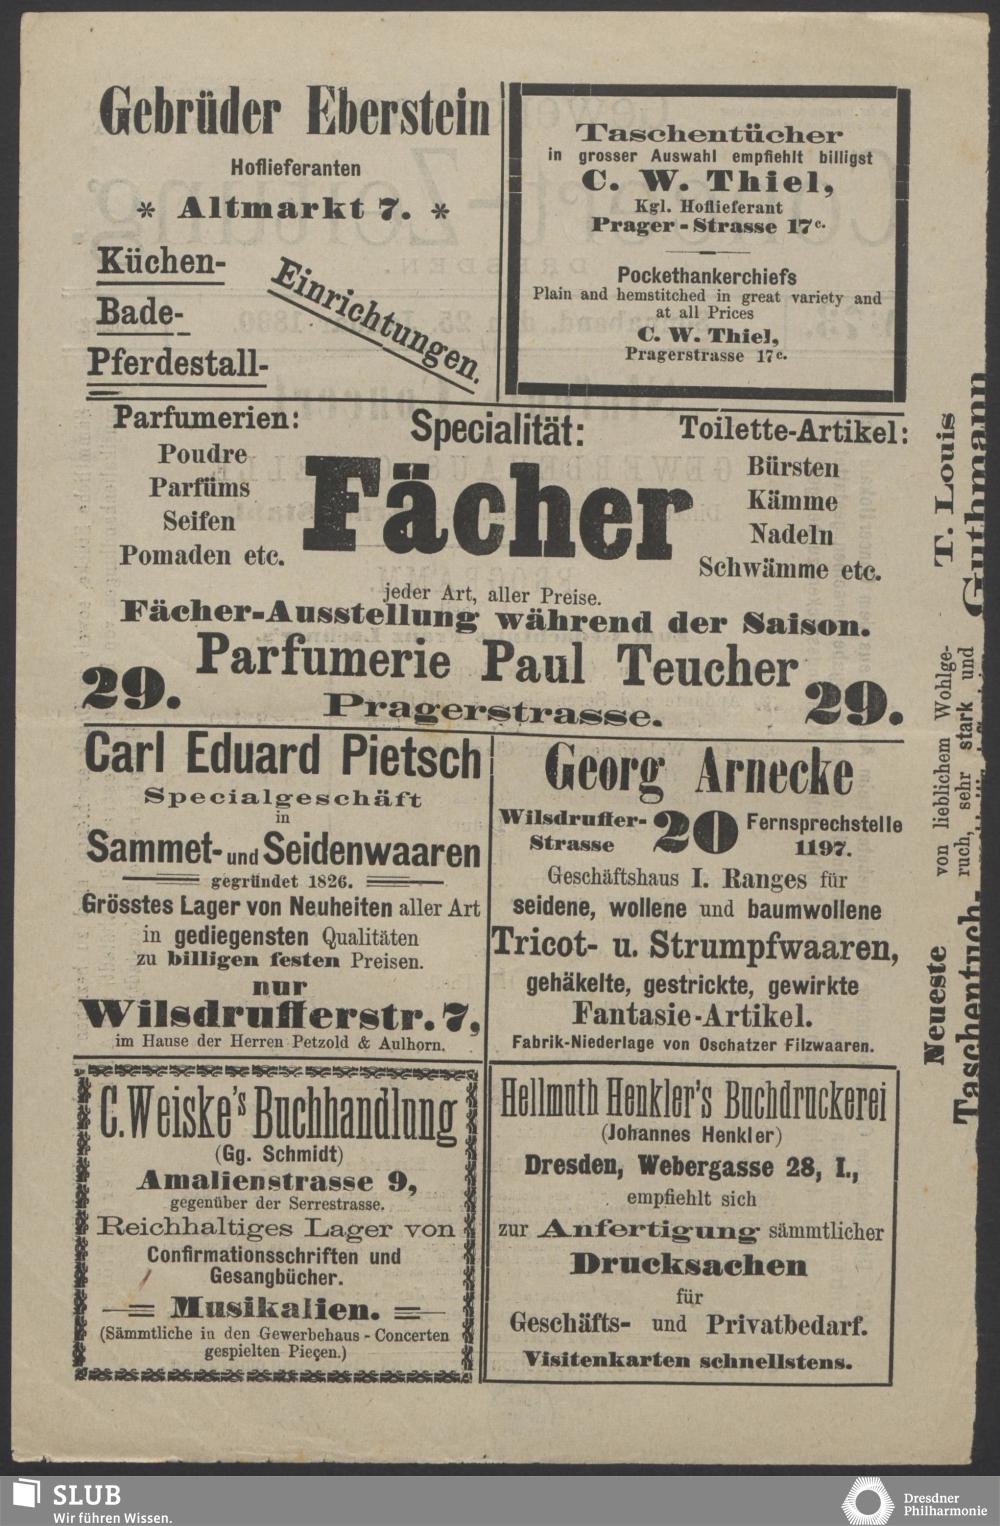 Gebrüder Eberstein
Hoflieferanten
* Altmarkt 7. *
Küchen-
Bade-
Pferdestall-
Einrichtungen.
Taschentücher
in grosser Auswahl empfiehlt billigst
C. W. Thiel,
Kgl. Hoflieferant
Prager-Strasse 17c.
Pockethankerchiefs
Plain and hemstitched in great variety and
at all Prices
C. W. Thiel,
Pragerstrasse 17c.
Parfumerien:
Poudre
Parfüms
Seifen
Pomaden etc.
Specialität:
Fächer
Toilette-Artikel:
Bürsten
Kämme
Nadeln
Schwämme etc.
jeder Art, aller Preise.
Fächer-Ausstellung während der Saison.
Parfumerie Paul Teucher
29. Pragerstrasse. 29.
Carl Eduard Pietsch
Specialgeschäft
in
Sammet- und Seidenwaaren
gegründet 1826.
Grösstes Lager von Neuheiten aller Art
in gediegensten Qualitäten
zu billigen festen Preisen.
nur
Wilsdrufferstr. 7,
im Hause der Herren Petzold & Aulhorn.
Georg Arnecke
Wilsdruffer-
Strasse
20
Fernsprechstelle
1197.
Geschäftshaus I. Ranges für
seidene, wollene und baumwollene
Tricot- u. Strumpfwaaren,
gehäkelte, gestrickte, gewirkte
Fantasie-Artikel.
Fabrik-Niederlage von Oschatzer Filzwaaren.
C. Weiske's Buchhandlung
(Gg. Schmidt)
Amalienstrasse 9,
gegenüber der Serrestrasse.
Reichhaltiges Lager von
Confirmationsschriften und
Gesangbücher.
Musikalien.
(Sämmtliche in den Gewerbehaus-Concerten
gespielten Pieçen.)
Hellmuth Henkler's Buchdruckerei
(Johannes Henkler)
Dresden, Webergasse 28, I.,
empfiehlt sich
zur Anfertigung sämmtlicher
Drucksachen
für
Geschäfts- und Privatbedarf.
Visitenkarten schnellstens.
Neueste
Taschentuch-
von lieblichem Wohlge-
ruch, sehr stark und
T. Louis
Guthmann
SLUB
Wir führen Wissen.
Dresdner
Philharmonie